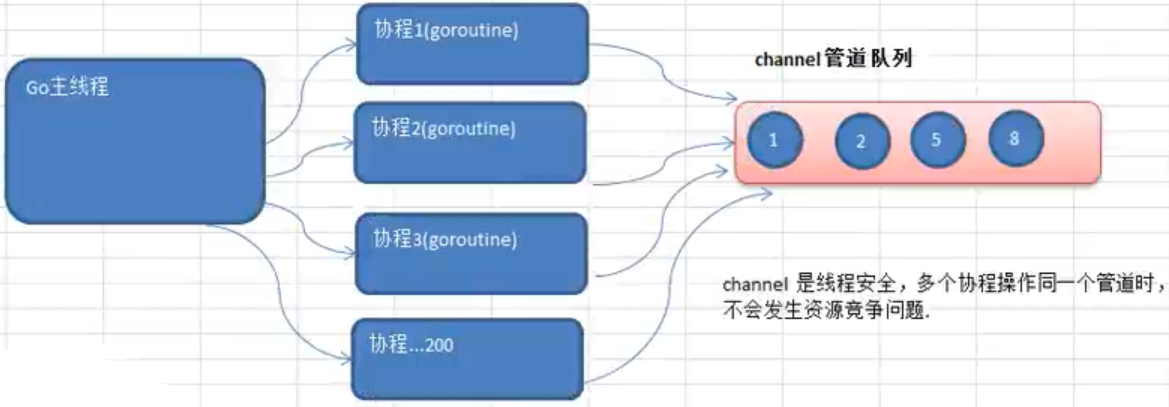 Go主线程
协程1(goroutine)
协程2(goroutine)
协程3(goroutine)
协程...200
channel管道队列
1 2 5 8
channel 是线程安全，多个协程操作同一个管道时，
不会发生资源竞争问题.